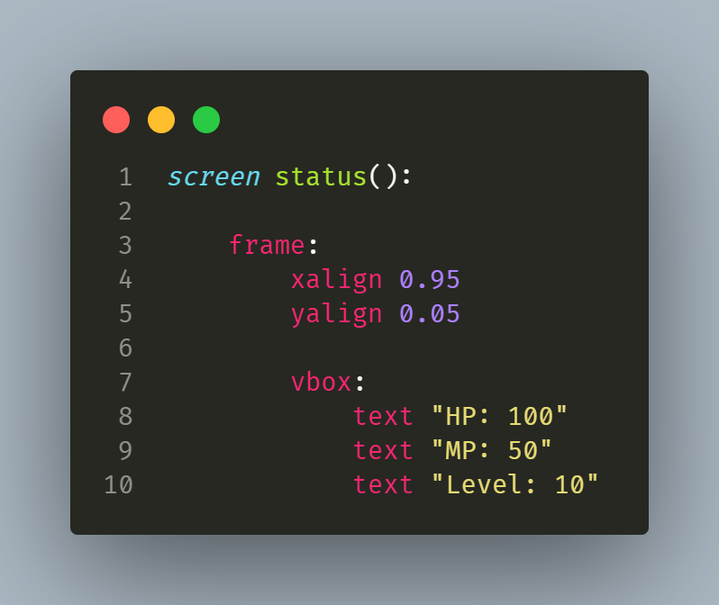 1 screen status():
2
3     frame:
4         xalign 0.95
5         yalign 0.05
6
7         vbox:
8             text "HP: 100"
9             text "MP: 50"
10             text "Level: 10"